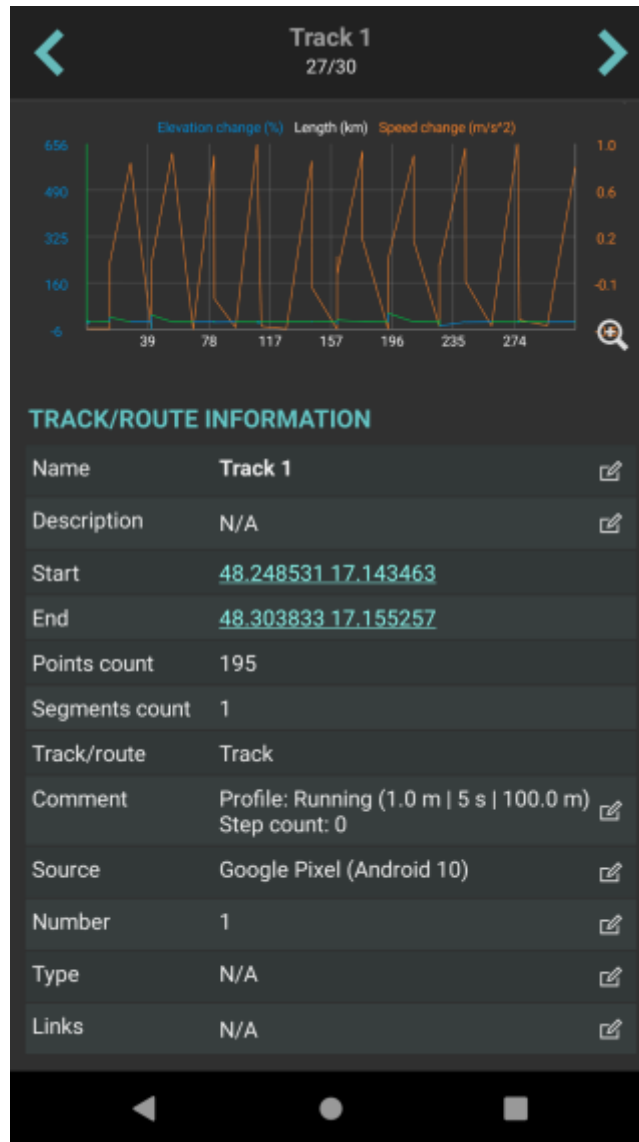 Track 1
27/30
Elevation change (%) Length (km) Speed change (m/s^2)
656 1.0
490 0.6
325 0.2
160 -0.1
-6
39 78 117 157 196 235 274
TRACK/ROUTE INFORMATION
Name Track 1
Description N/A
Start 48.248531 17.143463
End 48.303833 17.155257
Points count 195
Segments count 1
Track/route Track
Comment Profile: Running (1.0 m | 5 s | 100.0 m)
Step count: 0
Source Google Pixel (Android 10)
Number 1
Type N/A
Links N/A